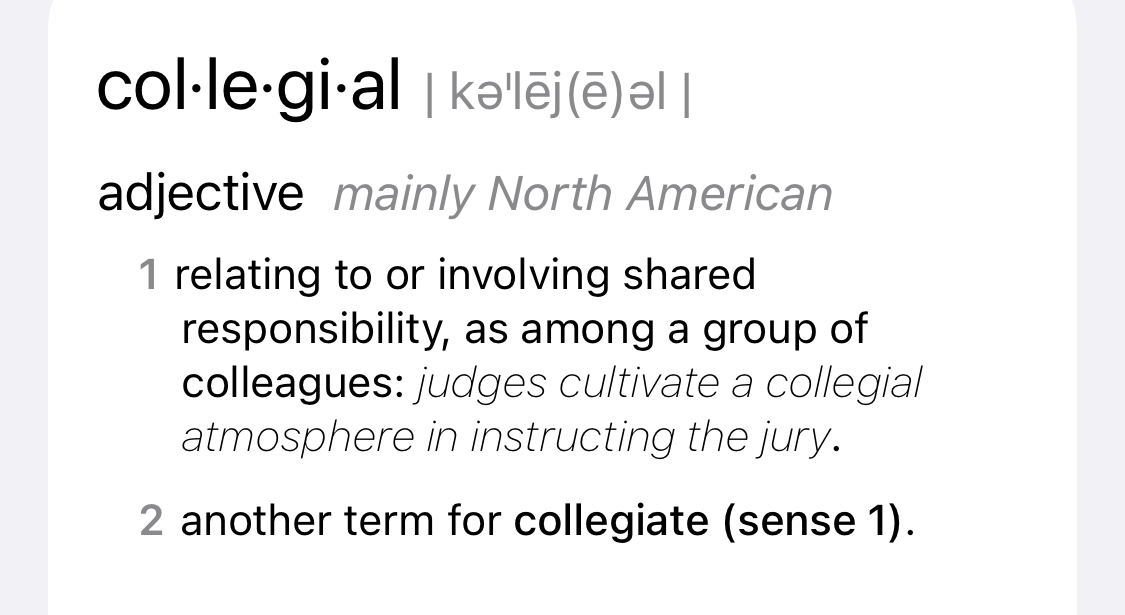 col·le·gi·al | kəˈlēj(ē)əl |
adjective mainly North American
1 relating to or involving shared
responsibility, as among a group of
colleagues: judges cultivate a collegial
atmosphere in instructing the jury.
2 another term for collegiate (sense 1).